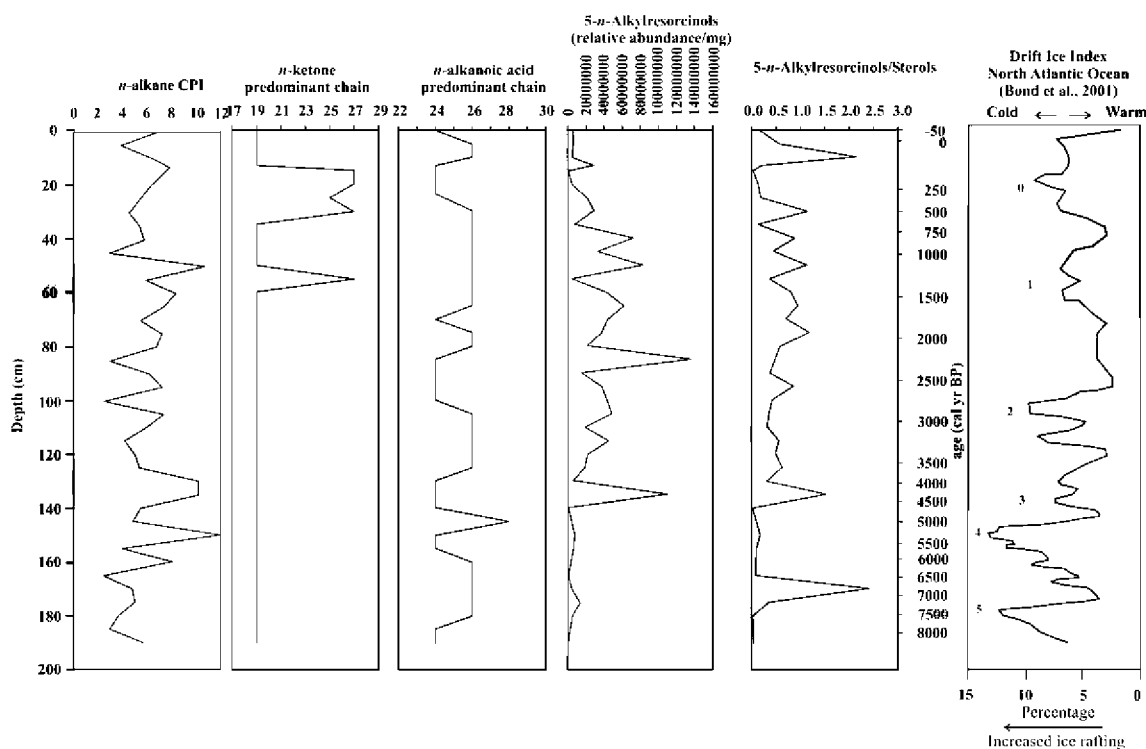 5-n-Alkylresorcinols
(relative abundance/mg)
n-alkane CPI
n-ketone
predominant chain
n-alkanoic acid
predominant chain
5-n-Alkylresorcinols/Sterols
Drift Ice Index
North Atlantic Ocean
(Bond et al., 2001)
Cold Warm
0 2 4 6 8 10 12
17 19 21 23 25 27 29
22 24 26 28 30
0 20000000 40000000 60000000 80000000 100000000 120000000 140000000 160000000
0.0 0.5 1.0 1.5 2.0 2.5 3.0
Depth (cm)
0
20
40
60
80
100
120
140
160
180
200
age (cal yr BP)
-50
0
250
500
750
1000
1500
2000
2500
3000
3500
4000
4500
5000
5500
6000
6500
7000
7500
8000
0
1
2
3
4
5
15 10 5 0
Percentage
Increased ice rafting